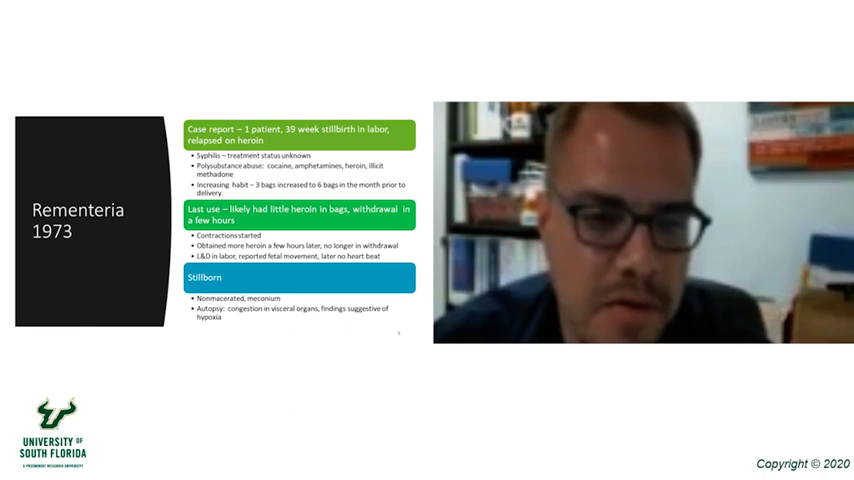 Rementeria
1973
Case report – 1 patient, 39 week stillbirth in labor,
relapsed on heroin
• Syphilis – treatment status unknown
• Polysubstance abuse: cocaine, amphetamines, heroin, illicit
methadone
• Increasing habit – 3 bags increased to 6 bags in the month prior to
delivery.
Last use – likely had little heroin in bags, withdrawal in
a few hours
• Contractions started
• Obtained more heroin a few hours later, no longer in withdrawal
• L&D in labor, reported fetal movement, later no heart beat
Stillborn
• Nonmacerated, meconium
• Autopsy: congestion in visceral organs, findings suggestive of
hypoxia
UNIVERSITY OF
SOUTH FLORIDA
A PREEMINENT RESEARCH UNIVERSITY
Copyright © 2020